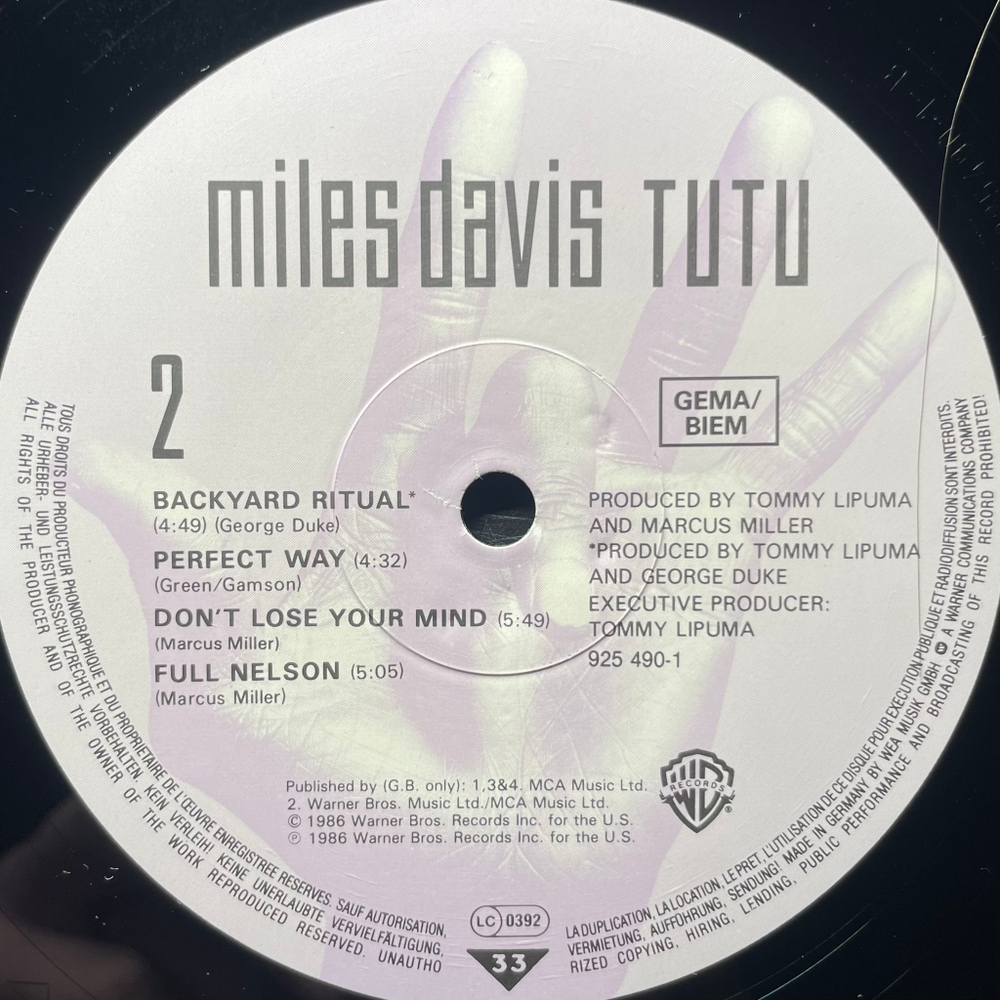 miles davis TUTU
2
GEMA/
BIEM
BACKYARD RITUAL*
(4:49) (George Duke)
PERFECT WAY (4:32)
(Green/Gamson)
DON'T LOSE YOUR MIND (5:49)
(Marcus Miller)
FULL NELSON (5:05)
(Marcus Miller)
PRODUCED BY TOMMY LIPUMA
AND MARCUS MILLER
*PRODUCED BY TOMMY LIPUMA
AND GEORGE DUKE
EXECUTIVE PRODUCER:
TOMMY LIPUMA
925 490-1
Published by (G.B. only): 1,3&4. MCA Music Ltd.
2. Warner Bros. Music Ltd./MCA Music Ltd.
© 1986 Warner Bros. Records Inc. for the U.S.
℗ 1986 Warner Bros. Records Inc. for the U.S.
WB RECORDS ®
LC 0392
33
TOUS DROITS DU PRODUCTEUR PHONOGRAPHIQUE ET DU PROPRIETAIRE DE L'ŒUVRE ENREGISTREE RESERVES. SAUF AUTORISATION, LA DUPLICATION, LA LOCATION, LE PRET, L'UTILISATION DE CE DISQUE POUR EXECUTION PUBLIQUE ET RADIODIFFUSION SONT INTERDITS.
ALLE URHEBER- UND LEISTUNGSSCHUTZRECHTE VORBEHALTEN. KEIN VERLEIH! KEINE UNERLAUBTE VERVIELFÄLTIGUNG, VERMIETUNG, AUFFÜHRUNG, SENDUNG! MADE IN GERMANY BY WEA MUSIK GMBH A WARNER COMMUNICATIONS COMPANY
ALL RIGHTS OF THE PRODUCER AND OF THE OWNER OF THE WORK REPRODUCED RESERVED. UNAUTHORIZED COPYING, HIRING, LENDING, PUBLIC PERFORMANCE AND BROADCASTING OF THIS RECORD PROHIBITED!